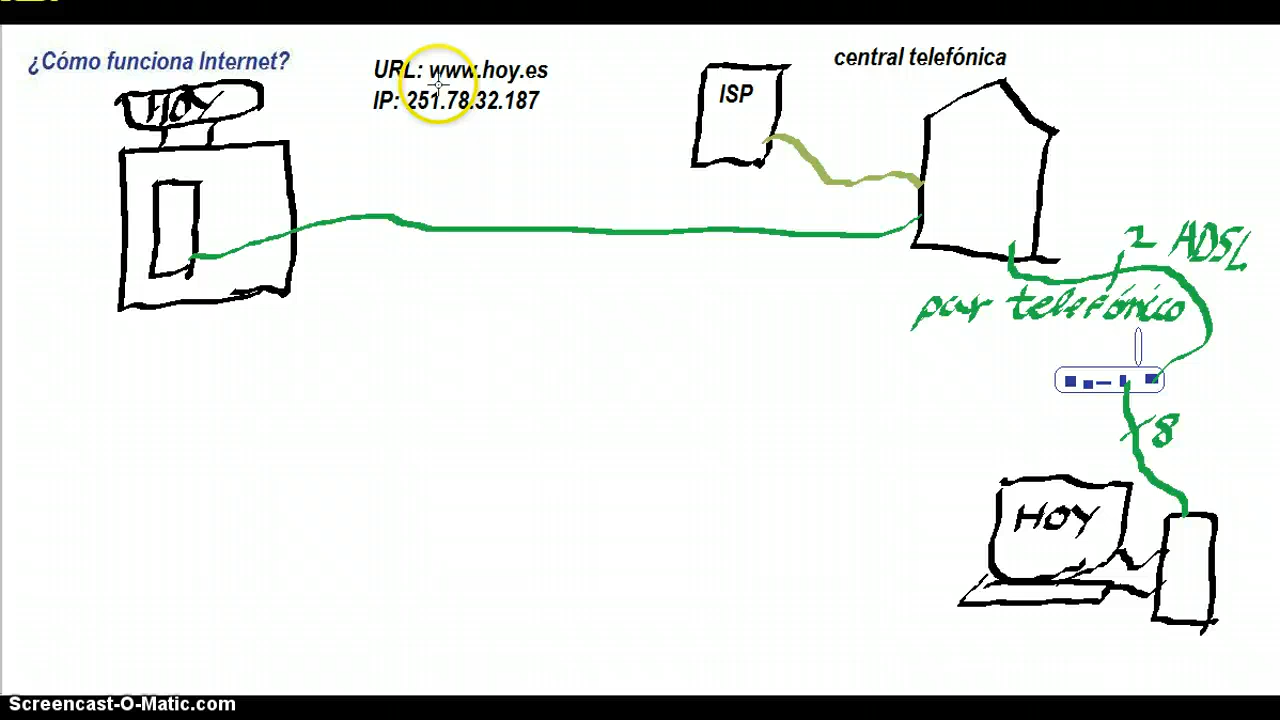 ¿Cómo funciona Internet?
URL: www.hoy.es
IP: 251.78.32.187
central telefónica
HOY
ISP
2 ADSL
par telefónico
8
HOY
Screencast-O-Matic.com